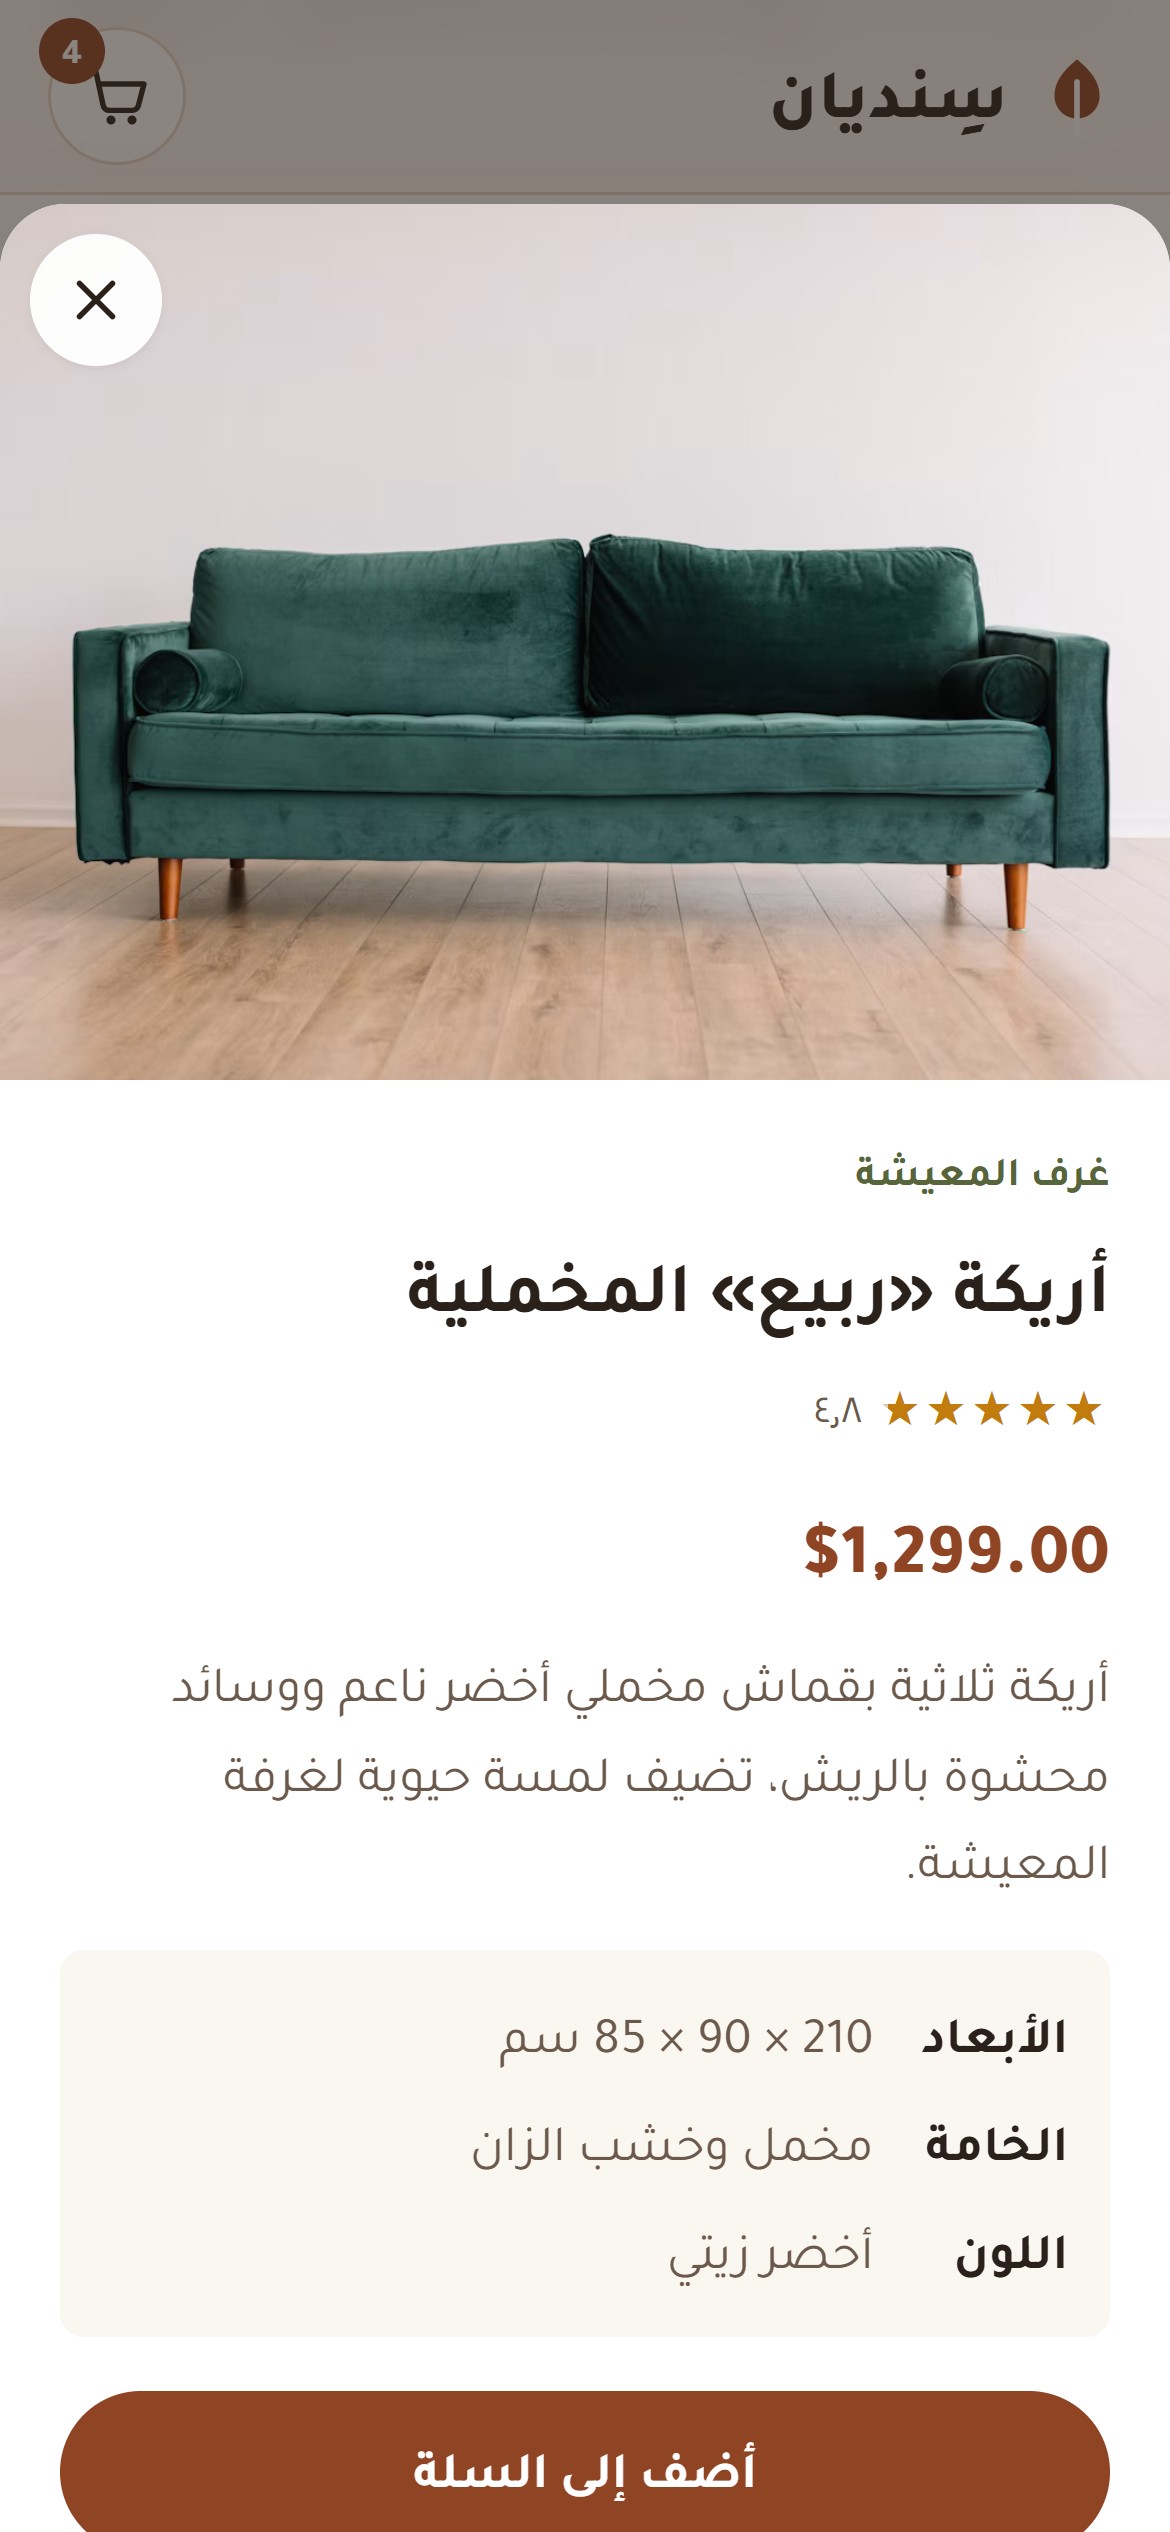 سِنديان
4
غرف المعيشة
أريكة «ربيع» المخملية
★★★★★ ٤٫٨
$1,299.00
أريكة ثلاثية بقماش مخملي أخضر ناعم ووسائد
محشوة بالريش، تضيف لمسة حيوية لغرفة
المعيشة.
الأبعاد 210 × 90 × 85 سم
الخامة مخمل وخشب الزان
اللون أخضر زيتي
أضف إلى السلة